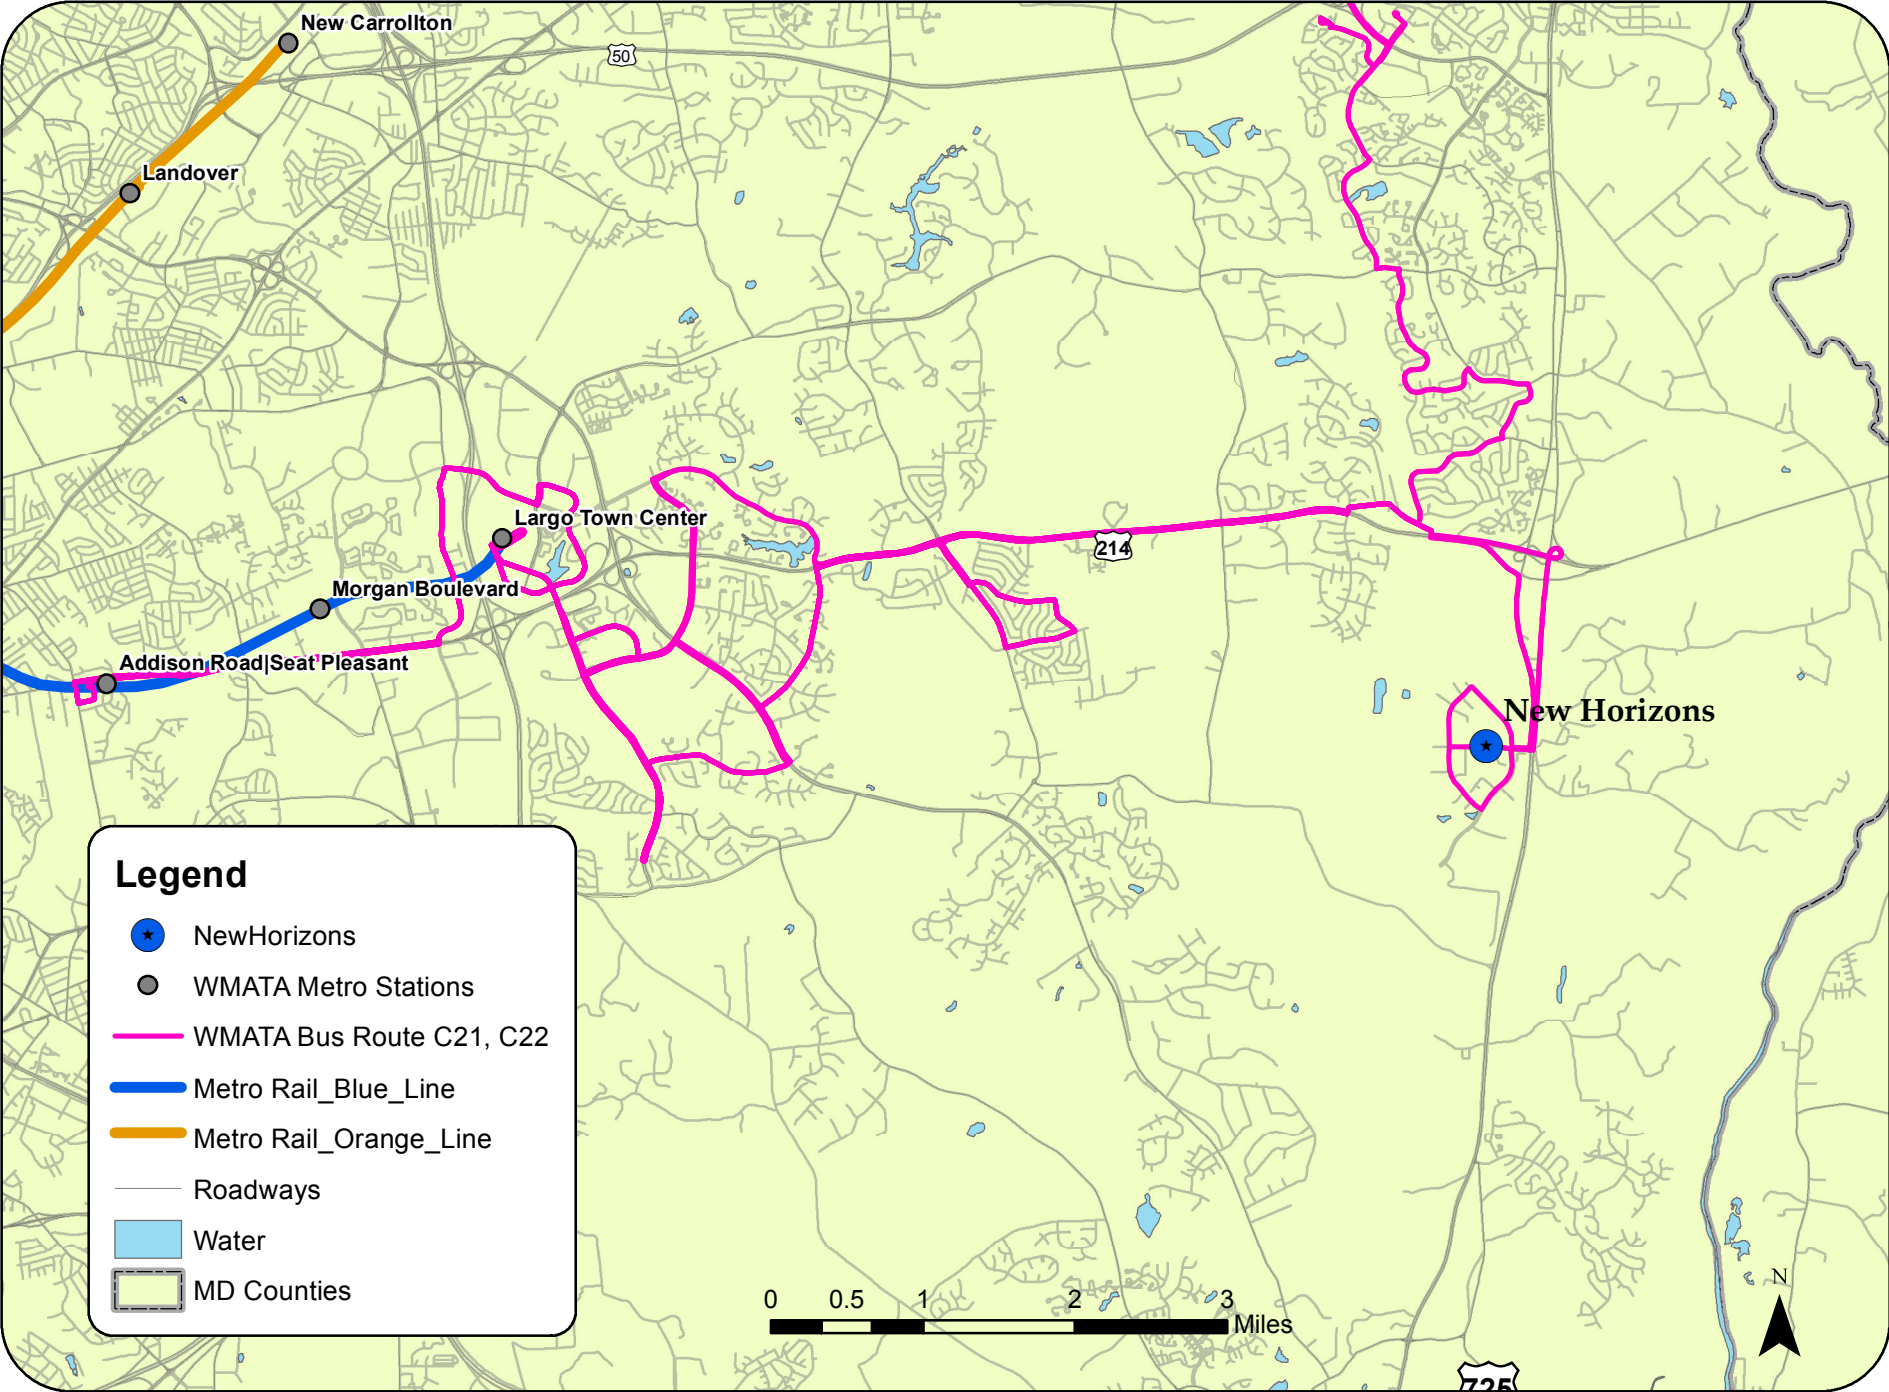 New Carrollton
50
Landover
Largo Town Center
214
Morgan Boulevard
Addison Road|Seat Pleasant
New Horizons
Legend
NewHorizons
WMATA Metro Stations
WMATA Bus Route C21, C22
Metro Rail_Blue_Line
Metro Rail_Orange_Line
Roadways
Water
MD Counties
0 0.5 1 2 3
Miles
N
725